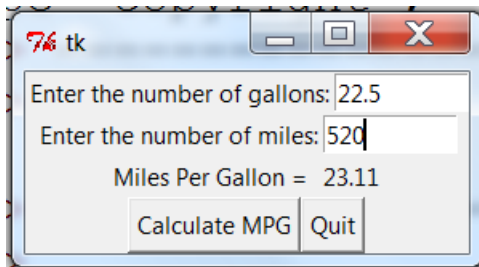 tk
Enter the number of gallons: 22.5
Enter the number of miles: 520
Miles Per Gallon = 23.11
Calculate MPG Quit